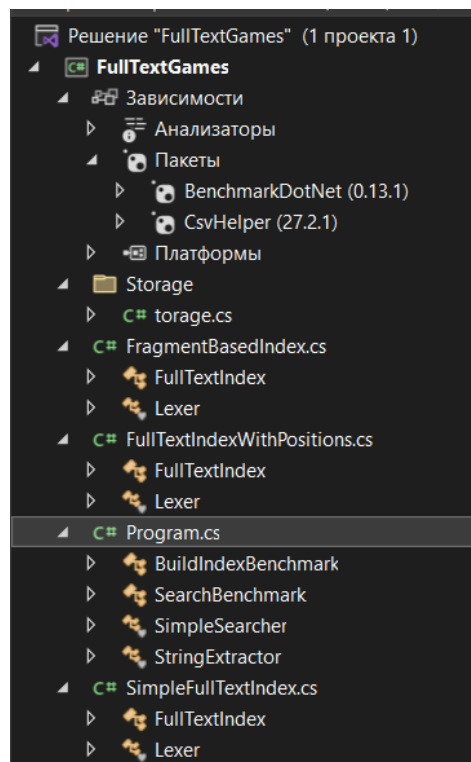 Решение "FullTextGames" (1 проекта 1)
C# FullTextGames
Зависимости
Анализаторы
Пакеты
BenchmarkDotNet (0.13.1)
CsvHelper (27.2.1)
Платформы
Storage
C# torage.cs
C# FragmentBasedIndex.cs
FullTextIndex
Lexer
C# FullTextIndexWithPositions.cs
FullTextIndex
Lexer
C# Program.cs
BuildIndexBenchmark
SearchBenchmark
SimpleSearcher
StringExtractor
C# SimpleFullTextIndex.cs
FullTextIndex
Lexer